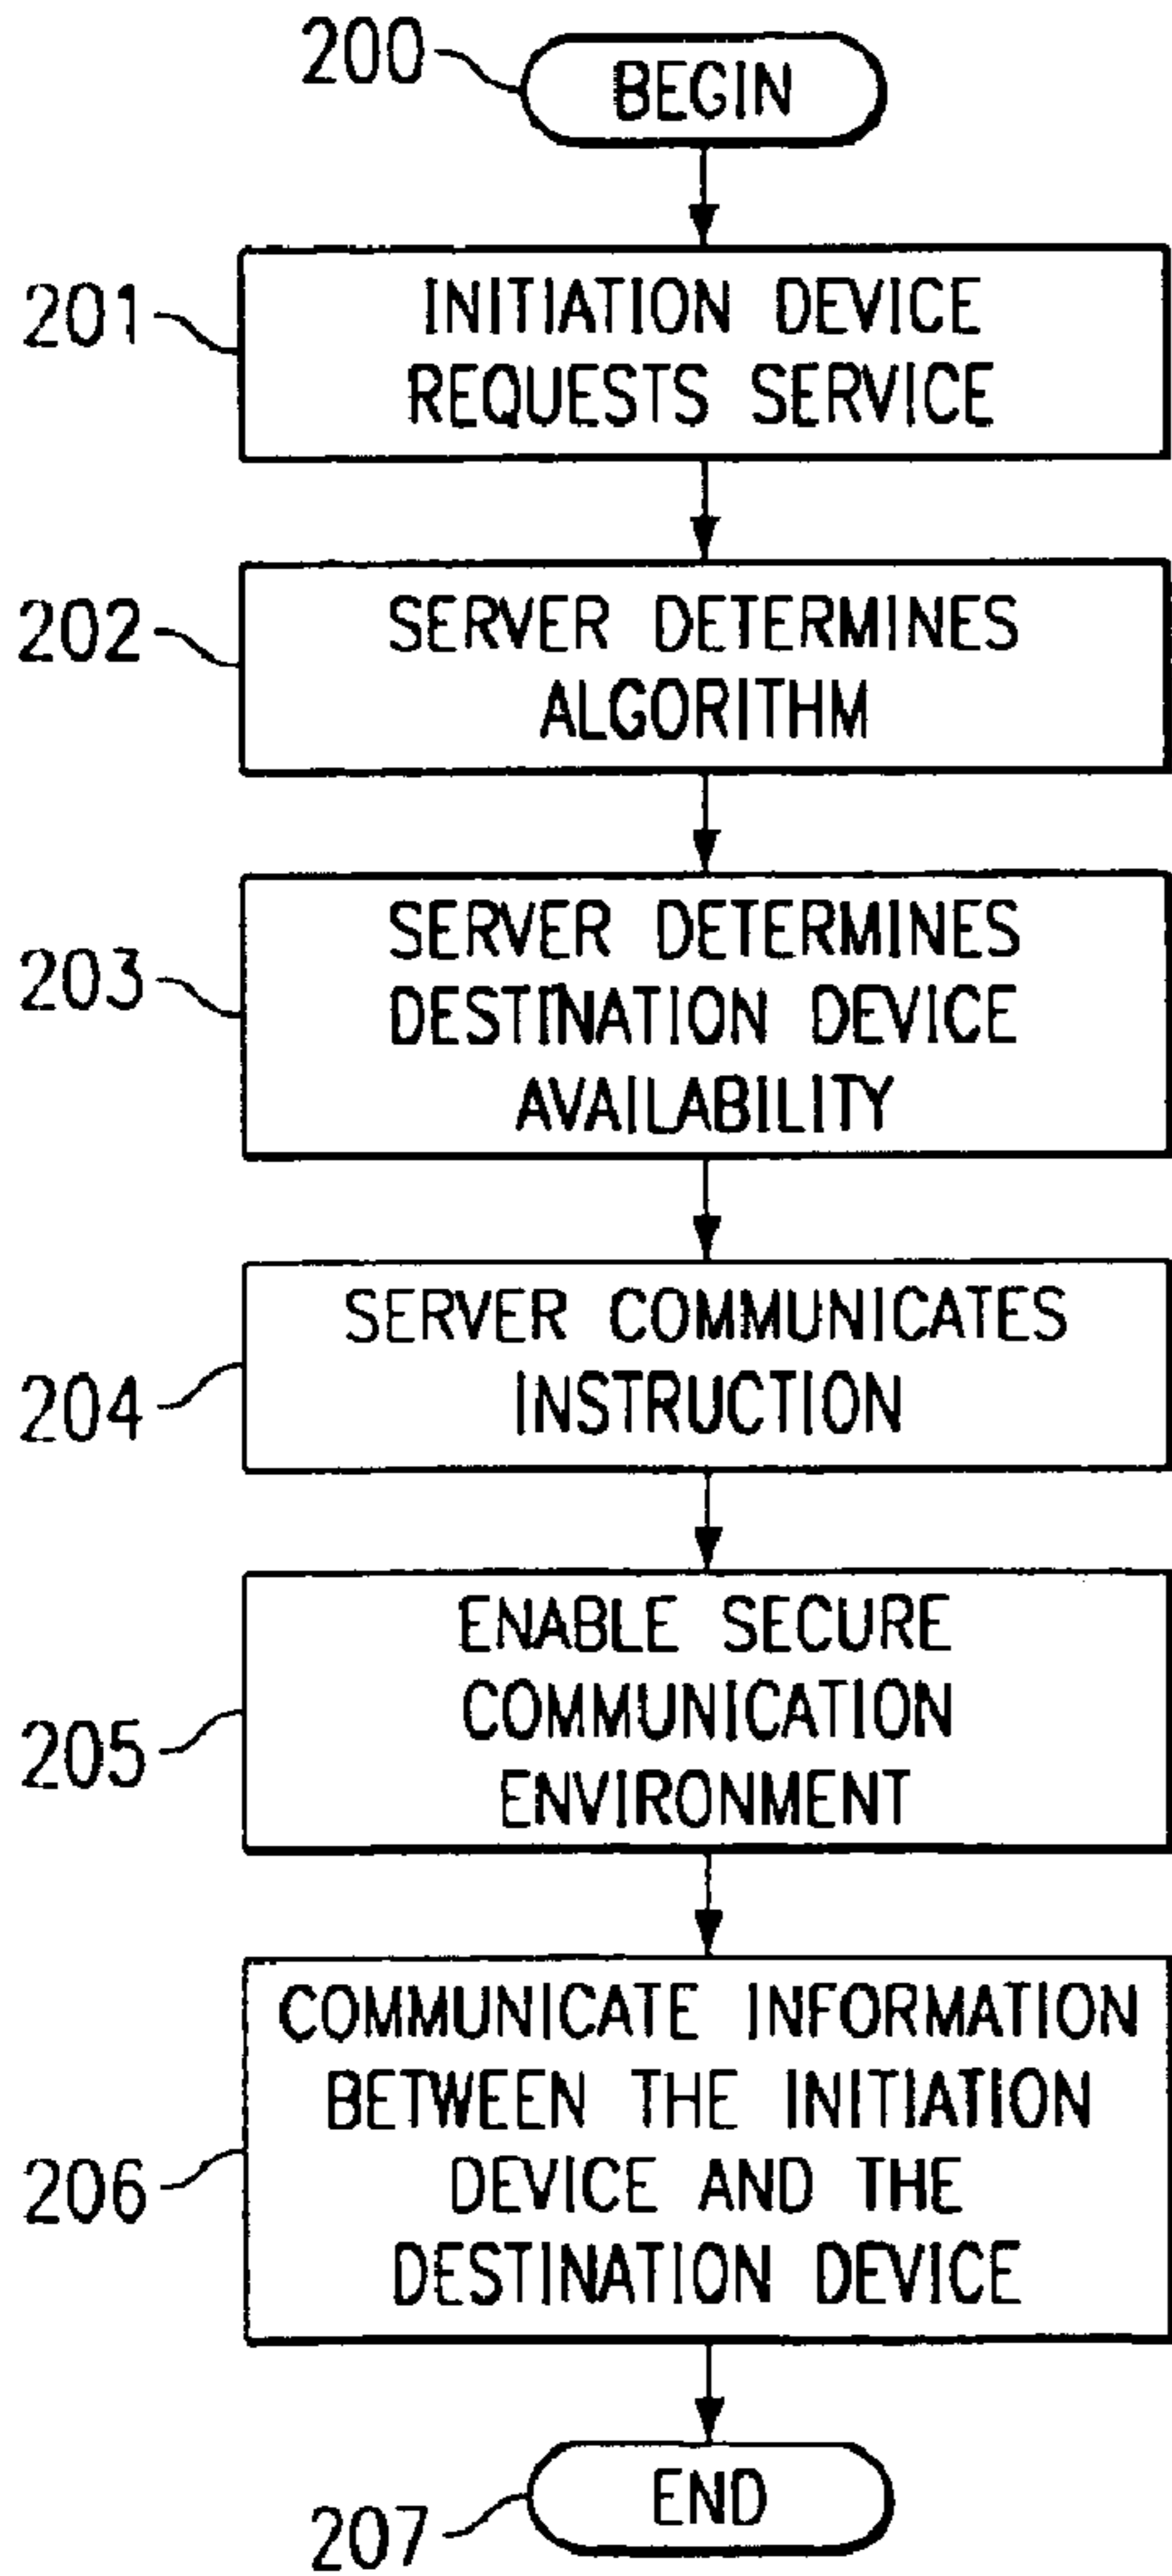 200
BEGIN
201
INITIATION DEVICE
REQUESTS SERVICE
202
SERVER DETERMINES
ALGORITHM
203
SERVER DETERMINES
DESTINATION DEVICE
AVAILABILITY
204
SERVER COMMUNICATES
INSTRUCTION
205
ENABLE SECURE
COMMUNICATION
ENVIRONMENT
206
COMMUNICATE INFORMATION
BETWEEN THE INITIATION
DEVICE AND THE
DESTINATION DEVICE
207
END